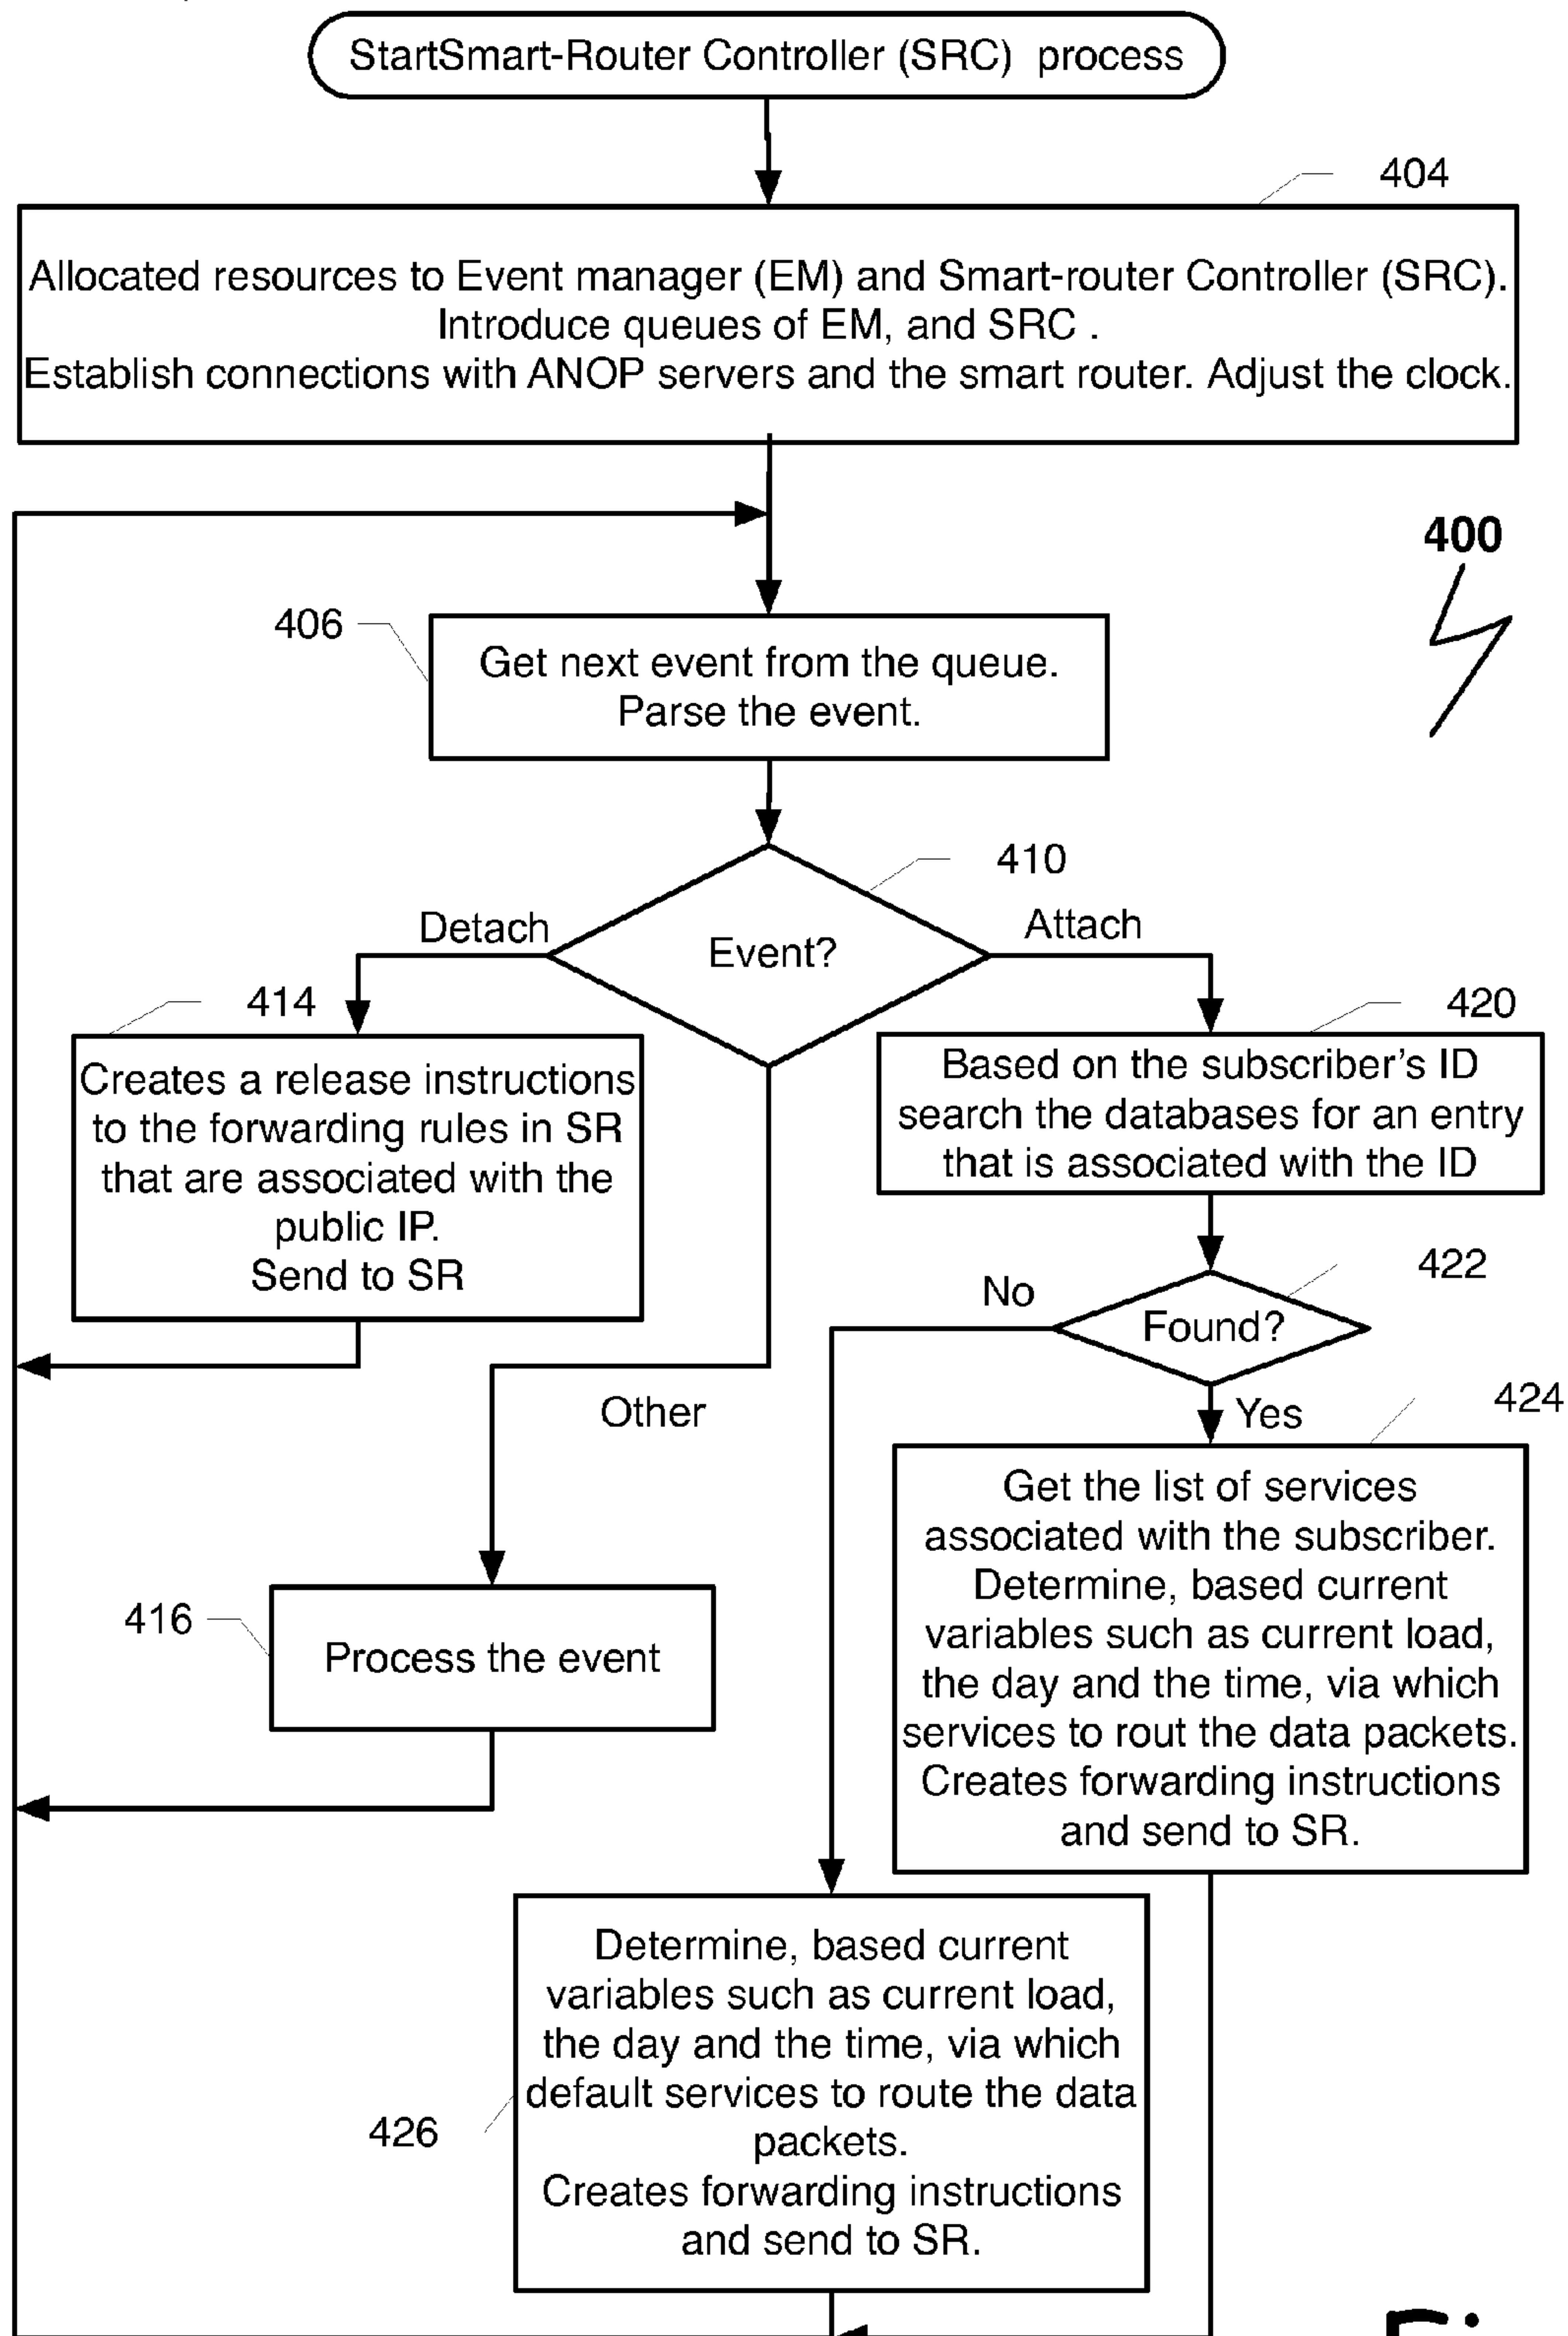 StartSmart-Router Controller (SRC) process
404
Allocated resources to Event manager (EM) and Smart-router Controller (SRC).
Introduce queues of EM, and SRC .
Establish connections with ANOP servers and the smart router. Adjust the clock.
400
406
Get next event from the queue.
Parse the event.
410
Detach
Event?
Attach
414
Creates a release instructions
to the forwarding rules in SR
that are associated with the
public IP.
Send to SR
420
Based on the subscriber's ID
search the databases for an entry
that is associated with the ID
422
No
Found?
Yes
Other
424
Get the list of services
associated with the subscriber.
Determine, based current
variables such as current load,
the day and the time, via which
services to rout the data packets.
Creates forwarding instructions
and send to SR.
416
Process the event
426
Determine, based current
variables such as current load,
the day and the time, via which
default services to route the data
packets.
Creates forwarding instructions
and send to SR.